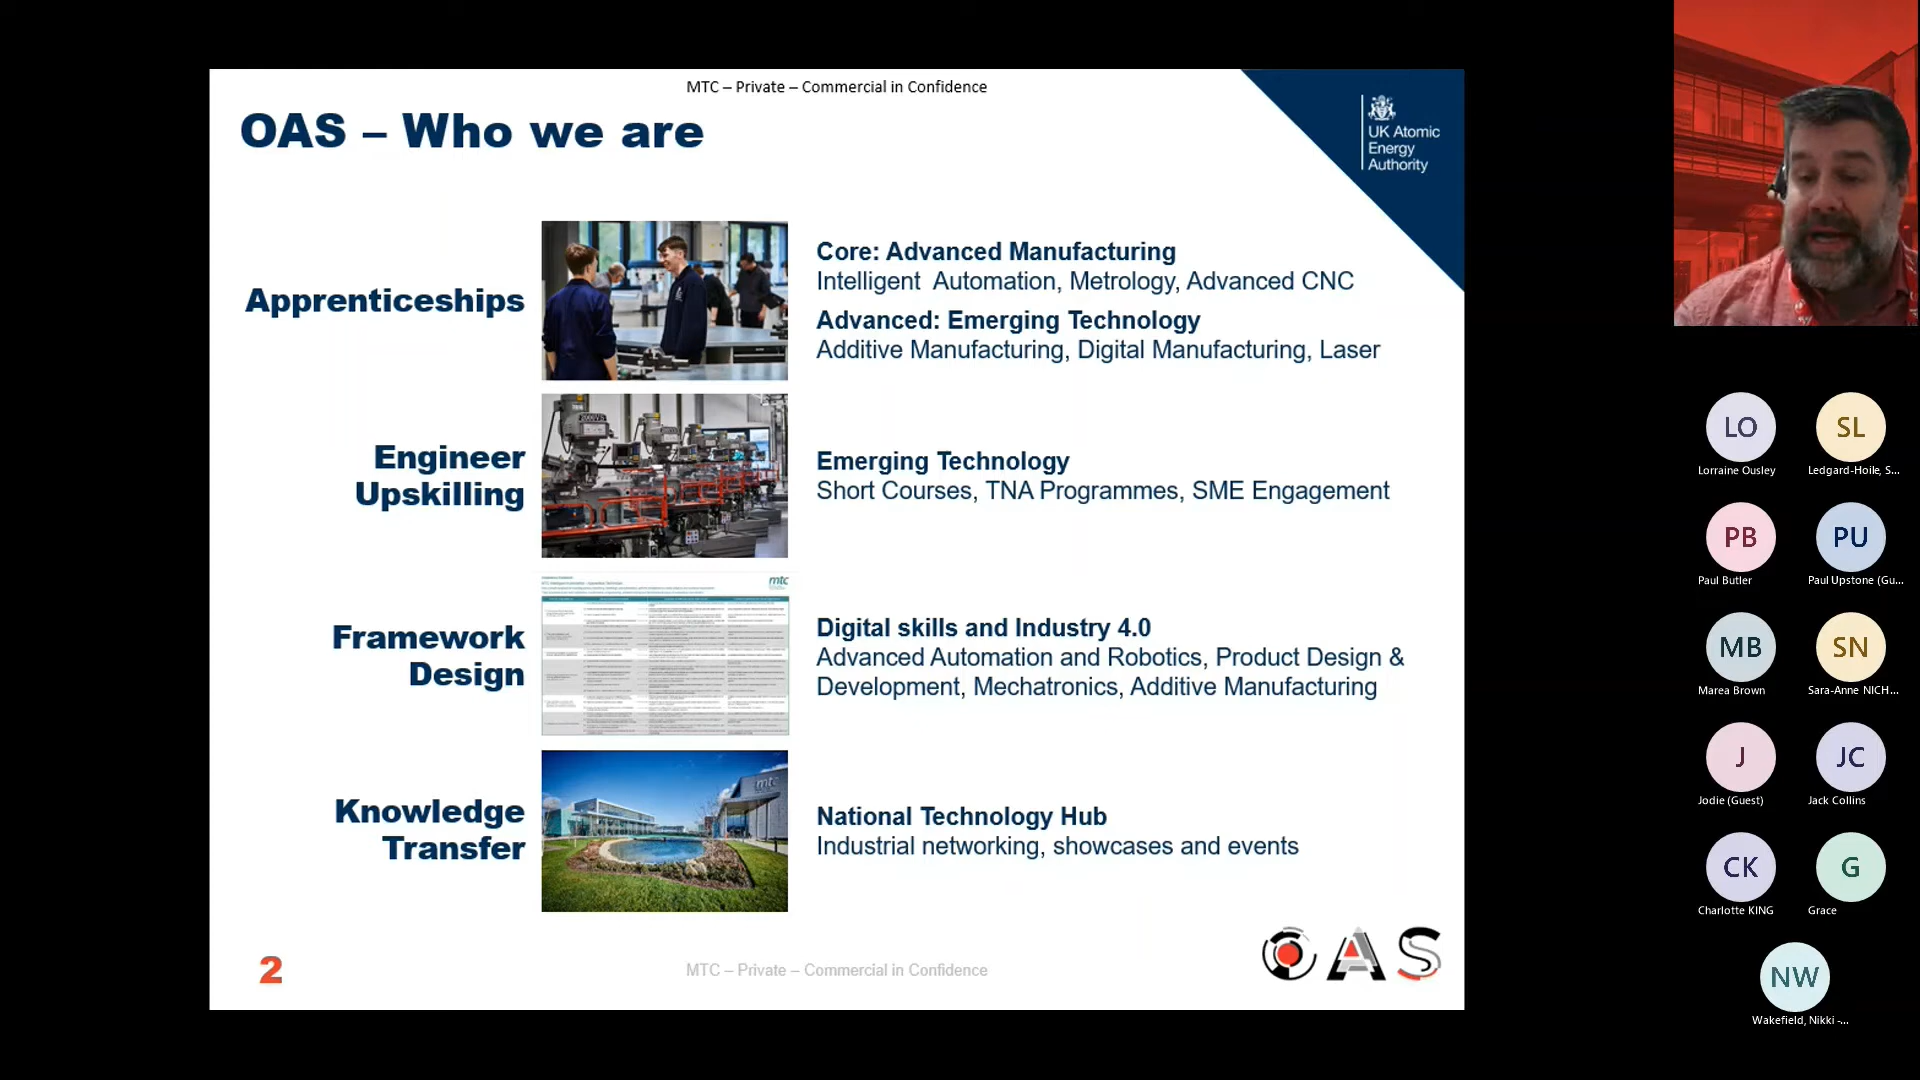 MTC – Private – Commercial in Confidence
OAS – Who we are
UK Atomic
Energy
Authority
Apprenticeships
Core: Advanced Manufacturing
Intelligent Automation, Metrology, Advanced CNC
Advanced: Emerging Technology
Additive Manufacturing, Digital Manufacturing, Laser
Engineer
Upskilling
Emerging Technology
Short Courses, TNA Programmes, SME Engagement
mtc
Framework
Design
Digital skills and Industry 4.0
Advanced Automation and Robotics, Product Design &
Development, Mechatronics, Additive Manufacturing
Knowledge
Transfer
mtc
National Technology Hub
Industrial networking, showcases and events
2
MTC – Private – Commercial in Confidence
OAS
LO
Lorraine Ousley
SL
Ledgard-Hoile, S...
PB
Paul Butler
PU
Paul Upstone (Gu...
MB
Marea Brown
SN
Sara-Anne NICH...
J
Jodie (Guest)
JC
Jack Collins
CK
Charlotte KING
G
Grace
NW
Wakefield, Nikki -...